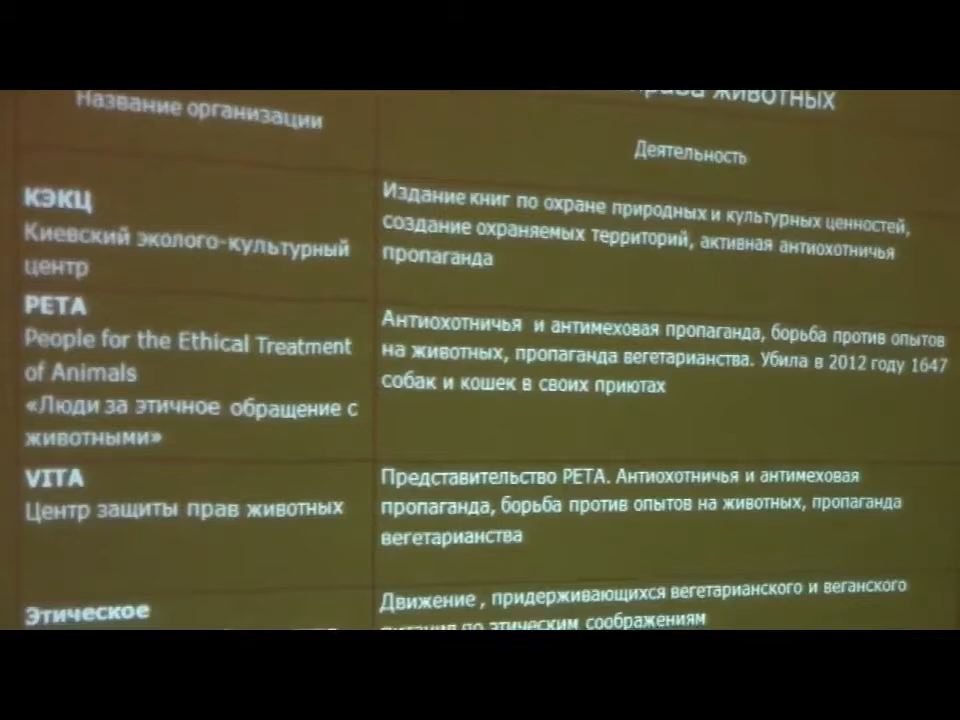 животных
Название организации
Деятельность
КЭКЦ
Киевский эколого-культурный
центр
Издание книг по охране природных и культурных ценностей,
создание охраняемых территорий, активная антиохотничья
пропаганда
PETA
People for the Ethical Treatment
of Animals
«Люди за этичное обращение с
животными»
Антиохотничья и антимеховая пропаганда, борьба против опытов
на животных, пропаганда вегетарианства. Убила в 2012 году 1647
собак и кошек в своих приютах
VITA
Центр защиты прав животных
Представительство PETA. Антиохотничья и антимеховая
пропаганда, борьба против опытов на животных, пропаганда
вегетарианства
Этическое
Движение , придерживающихся вегетарианского и веганского
питания по этическим соображениям